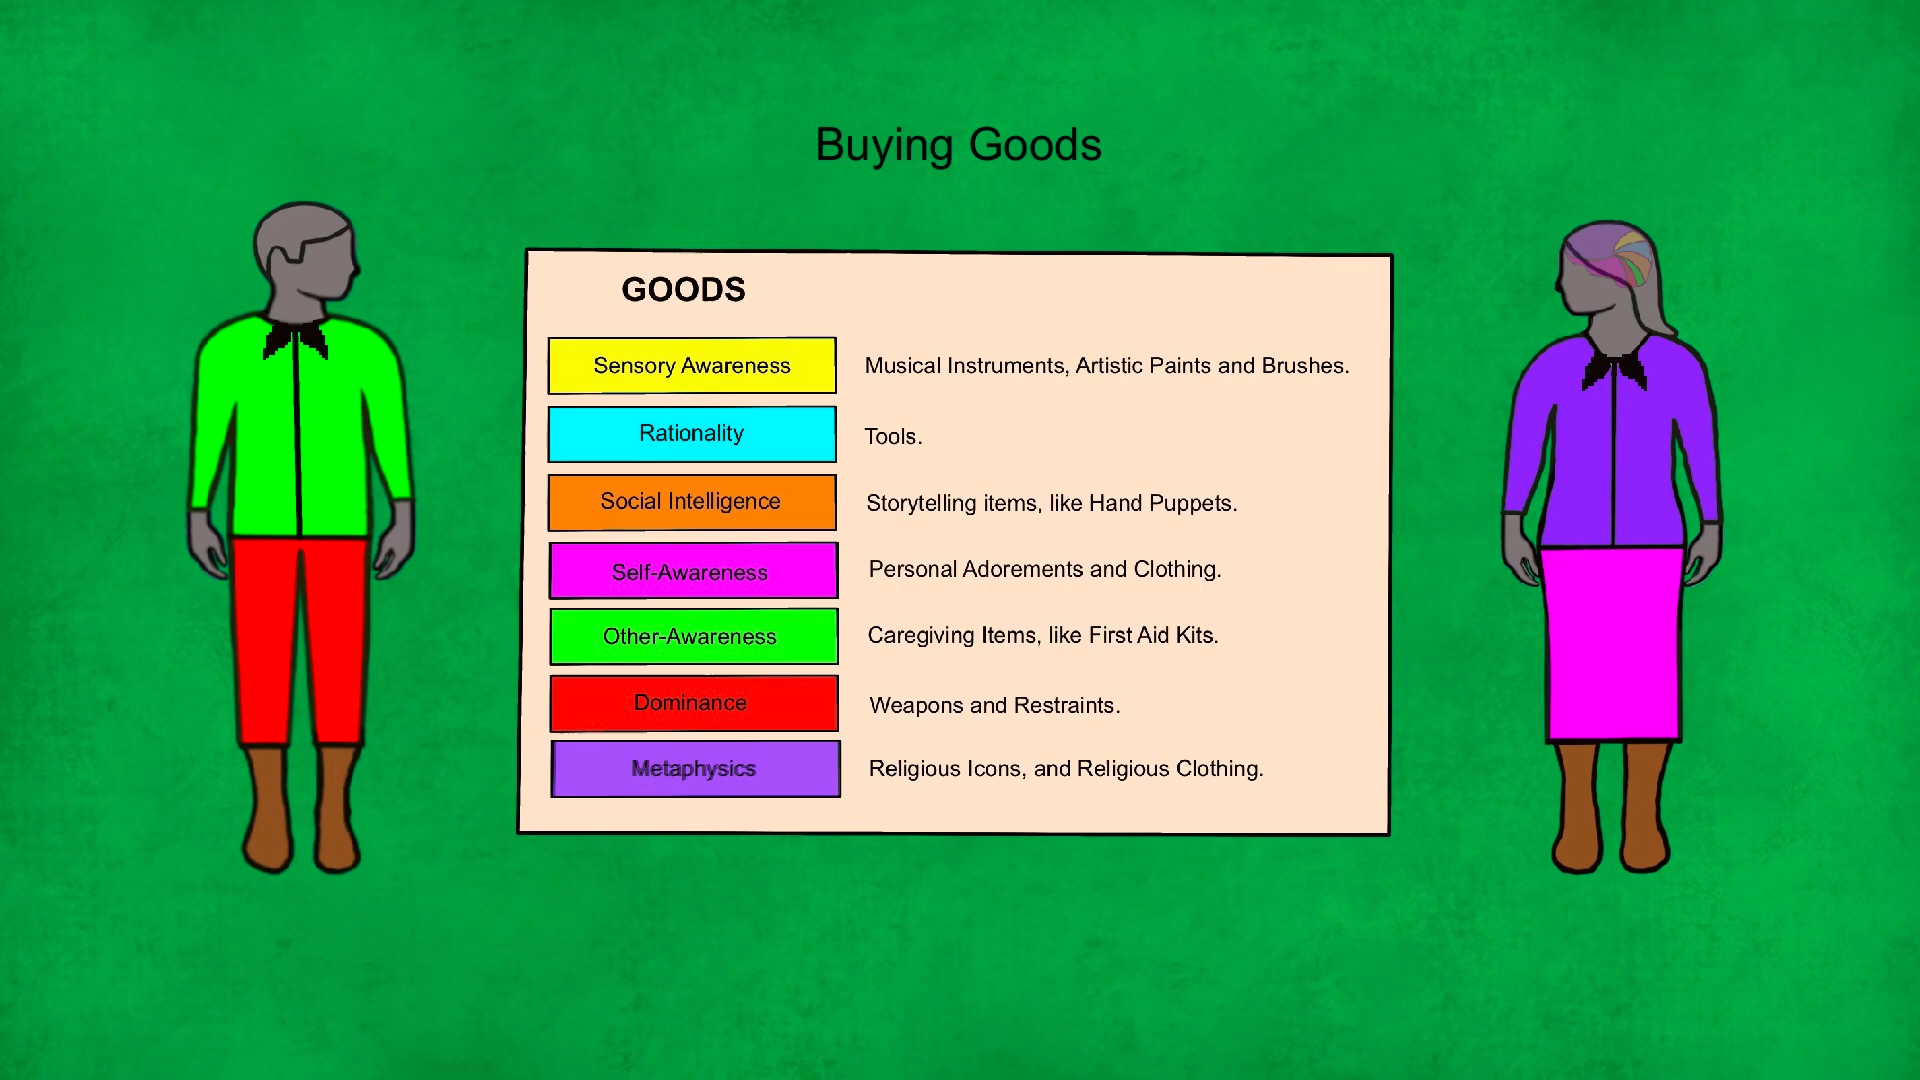 Buying Goods
GOODS
Sensory Awareness Musical Instruments, Artistic Paints and Brushes.
Rationality Tools.
Social Intelligence Storytelling items, like Hand Puppets.
Self-Awareness Personal Adorements and Clothing.
Other-Awareness Caregiving Items, like First Aid Kits.
Dominance Weapons and Restraints.
Metaphysics Religious Icons, and Religious Clothing.